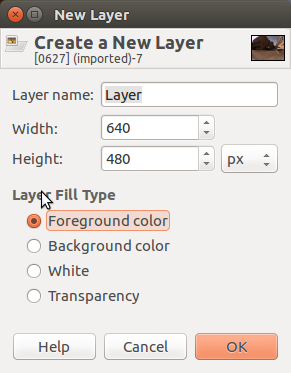 New Layer
Create a New Layer
[0627] (imported)-7
Layer name: Layer
Width: 640
Height: 480 px
Layer Fill Type
Foreground color
Background color
White
Transparency
Help Cancel OK